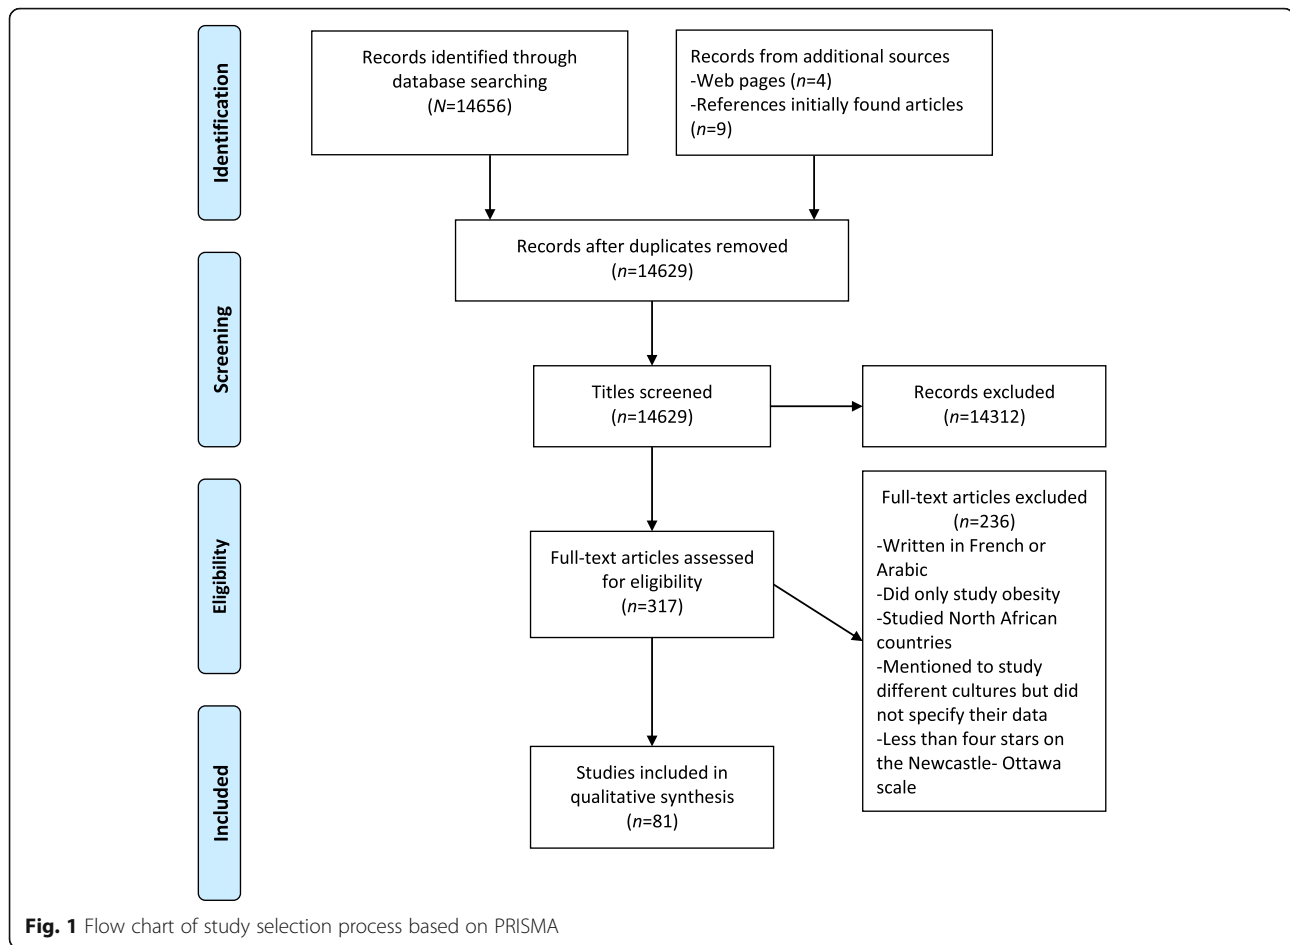 Identification
Records identified through
database searching
(N=14656)
Records from additional sources
-Web pages (n=4)
-References initially found articles
(n=9)
Records after duplicates removed
(n=14629)
Screening
Titles screened
(n=14629)
Records excluded
(n=14312)
Eligibility
Full-text articles assessed
for eligibility
(n=317)
Full-text articles excluded
(n=236)
-Written in French or
Arabic
-Did only study obesity
-Studied North African
countries
-Mentioned to study
different cultures but did
not specify their data
-Less than four stars on
the Newcastle- Ottawa
scale
Included
Studies included in
qualitative synthesis
(n=81)
Fig. 1 Flow chart of study selection process based on PRISMA